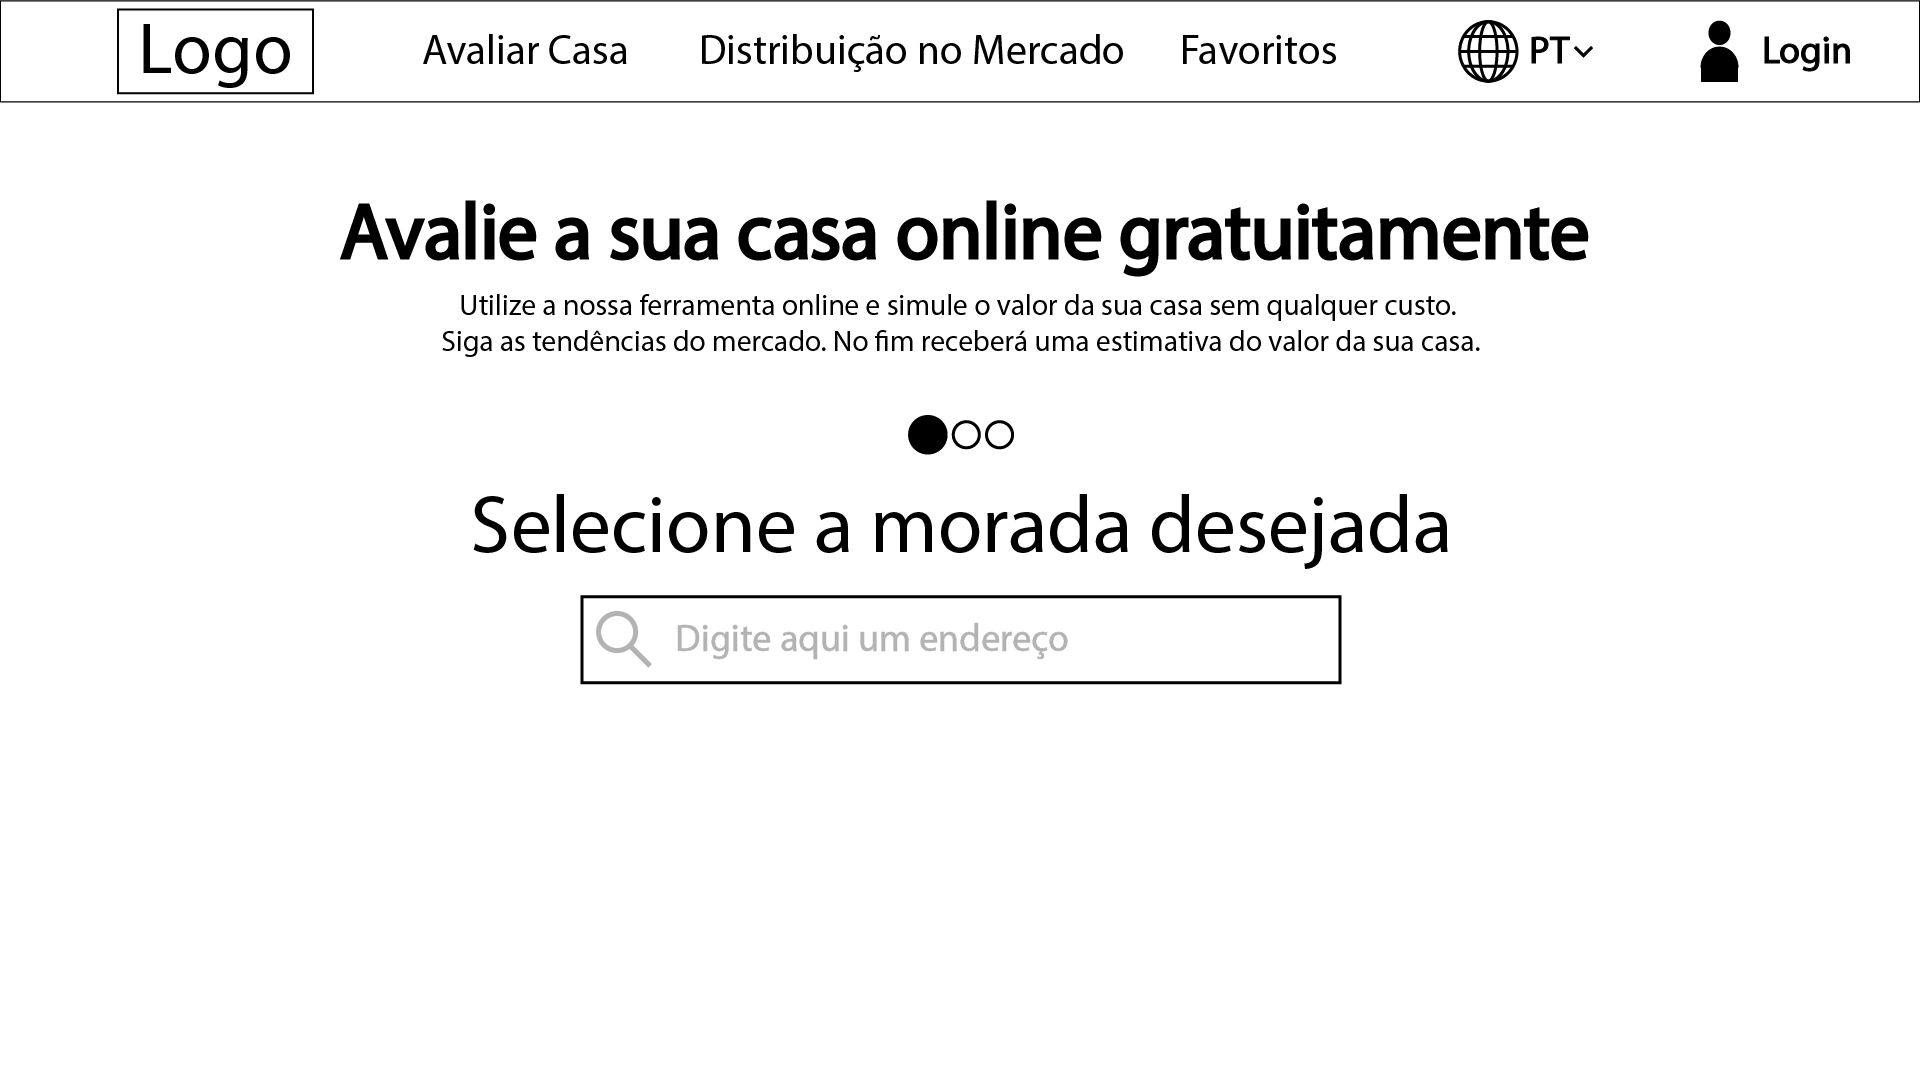 Logo
Avaliar Casa
Distribuição no Mercado
Favoritos
PT
Login
Avalie a sua casa online gratuitamente
Utilize a nossa ferramenta online e simule o valor da sua casa sem qualquer custo.
Siga as tendências do mercado. No fim receberá uma estimativa do valor da sua casa.
Selecione a morada desejada
Digite aqui um endereço